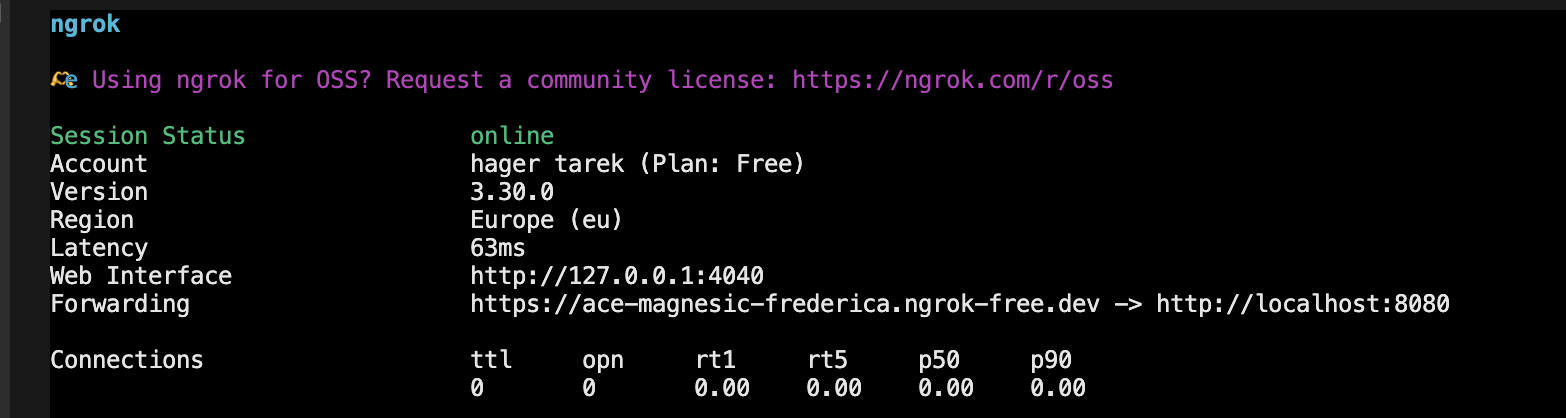 ngrok
Using ngrok for OSS? Request a community license: https://ngrok.com/r/oss
Session Status online
Account hager tarek (Plan: Free)
Version 3.30.0
Region Europe (eu)
Latency 63ms
Web Interface http://127.0.0.1:4040
Forwarding https://ace-magnesic-frederica.ngrok-free.dev -> http://localhost:8080
Connections ttl opn rt1 rt5 p50 p90
0 0 0.00 0.00 0.00 0.00